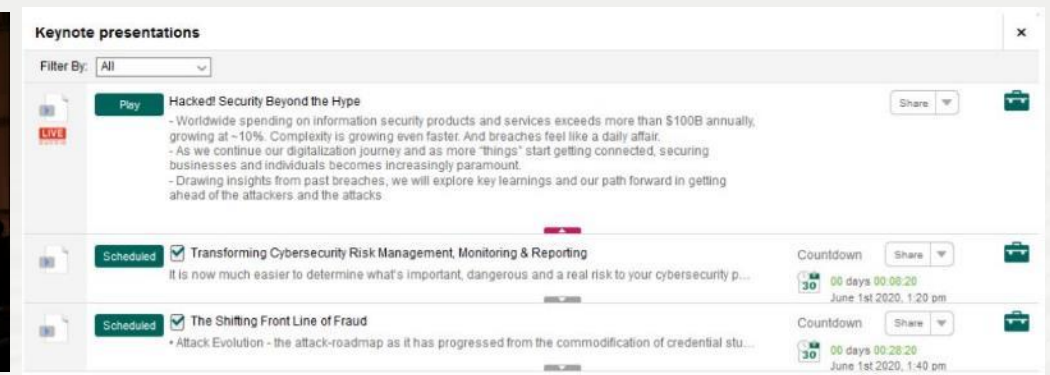 Keynote presentations
×
Filter By: All
Play Hacked! Security Beyond the Hype Share
- Worldwide spending on information security products and services exceeds more than $100B annually,
growing at ~10%. Complexity is growing even faster. And breaches feel like a daily affair.
- As we continue our digitalization journey and as more "things" start getting connected, securing
businesses and individuals becomes increasingly paramount.
- Drawing insights from past breaches, we will explore key learnings and our path forward in getting
ahead of the attackers and the attacks
LIVE
Scheduled Transforming Cybersecurity Risk Management, Monitoring & Reporting Countdown Share
It is now much easier to determine what's important, dangerous and a real risk to your cybersecurity p...
30 00 days 00:08:20
June 1st 2020, 1:20 pm
Scheduled The Shifting Front Line of Fraud Countdown Share
• Attack Evolution - the attack-roadmap as it has progressed from the commodification of credential stu...
30 00 days 00:28:20
June 1st 2020, 1:40 pm